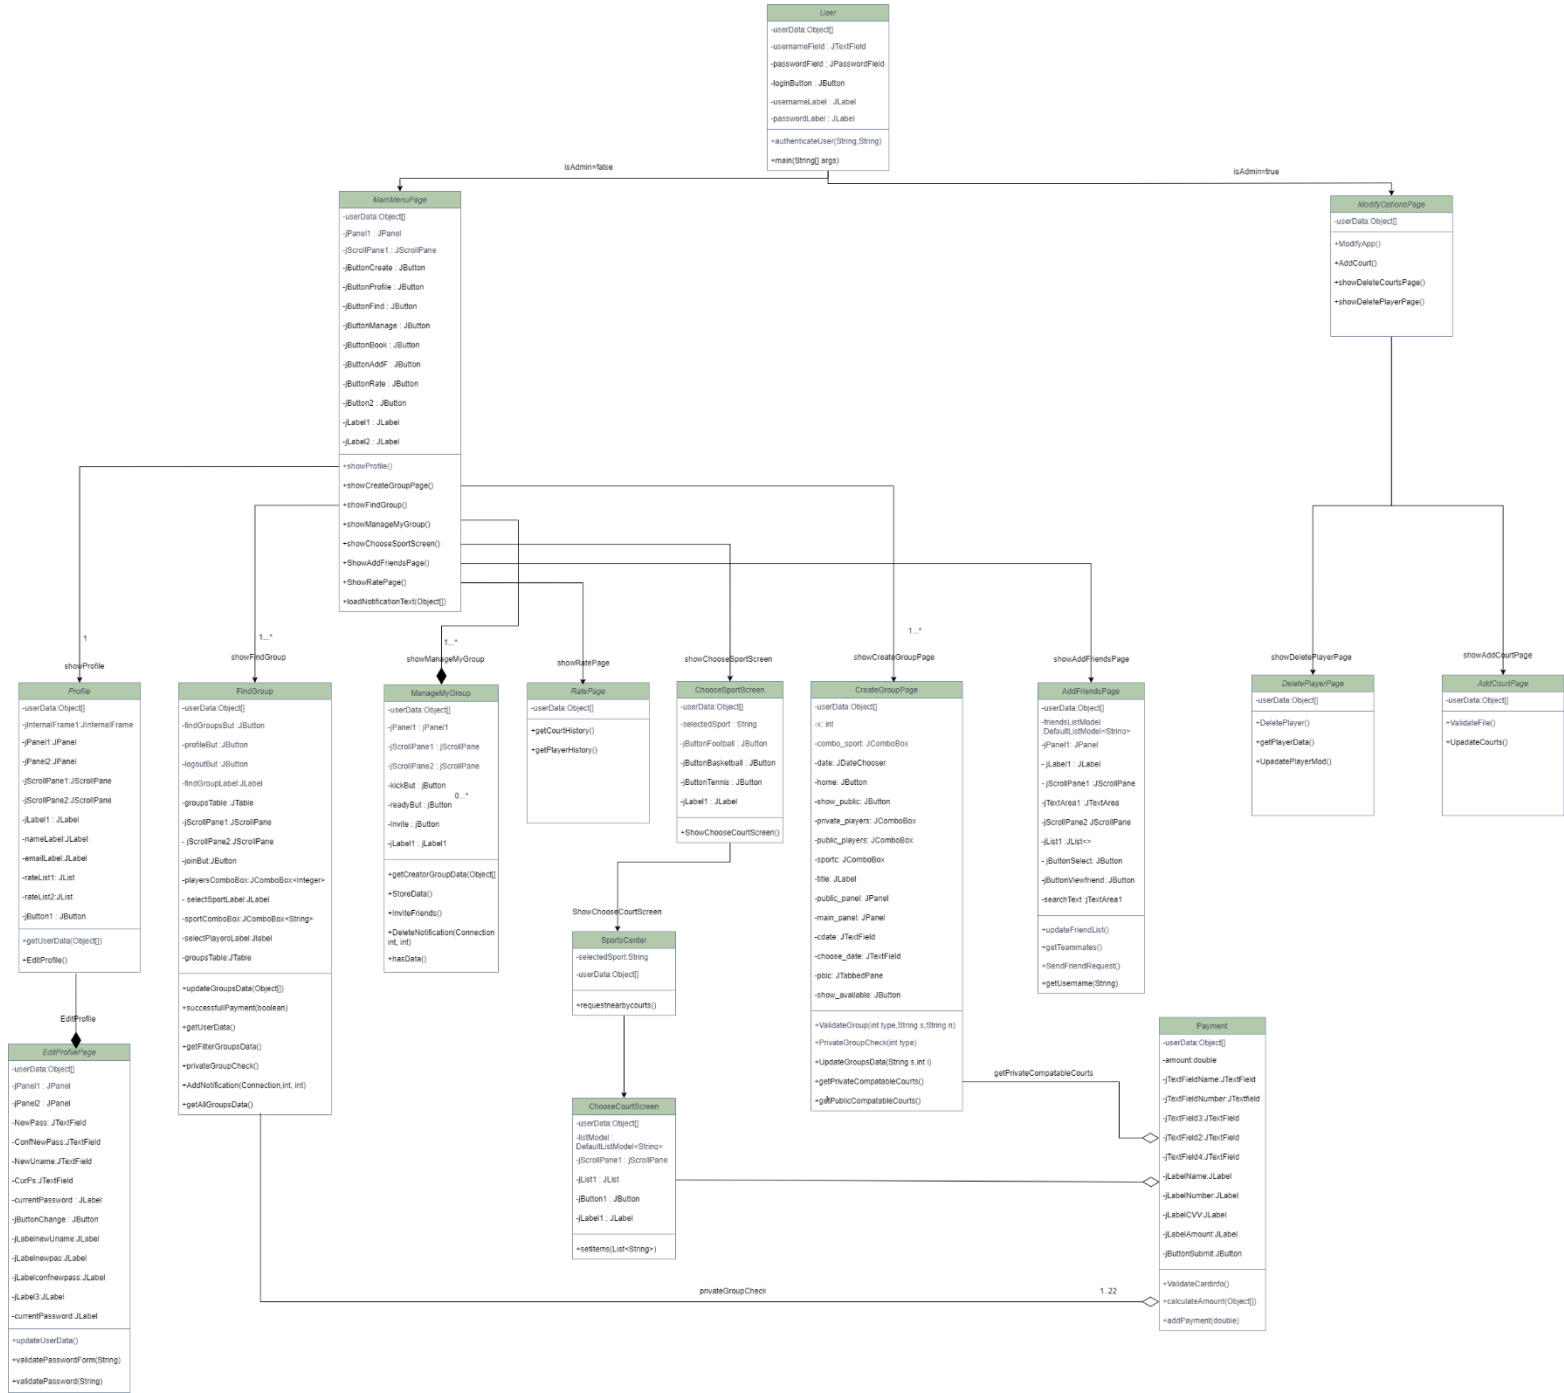 User
-userData:Object[]
-usernameField : JTextField
-passwordField : JPasswordField
-loginButton : JButton
-usernameLabel : JLabel
-passwordLabel : JLabel
+authenticateUser(String,String)
+main(String[] args)
isAdmin=false
isAdmin=true
MainMenuPage
-userData:Object[]
-jPanel1 : JPanel
-jScrollPane1 : JScrollPane
-jButtonCreate : JButton
-jButtonProfile : JButton
-jButtonFind : JButton
-jButtonManage : JButton
-jButtonBook : JButton
-jButtonAddF : JButton
-jButtonRate : JButton
-jButton2 : JButton
-jLabel1 : JLabel
-jLabel2 : JLabel
+showProfile()
+showCreateGroupPage()
+showFindGroup()
+showManageMyGroup()
+showChooseSportScreen()
+ShowAddFriendsPage()
+ShowRatePage()
+loadNotificationText(Object[])
ModifyOptionsPage
-userData:Object[]
+ModifyApp()
+AddCourt()
+showDeleteCourtsPage()
+showDeletePlayerPage()
1
showProfile
1...*
showFindGroup
1...*
showManageMyGroup
showRatePage
showChooseSportScreen
1...*
showCreateGroupPage
showAddFriendsPage
showDeletePlayerPage
showAddCourtPage
Profile
-userData:Object[]
-jInternalFrame1:JInternalFrame
-jPanel1:JPanel
-jPanel2:JPanel
-jScrollPane1:JScrollPane
-jScrollPane2:JScrollPane
-jLabel1 : JLabel
-nameLabel:JLabel
-emailLabel:JLabel
-rateList1: JList
-rateList2:JList
-jButton1 : JButton
+getUserData(Object[])
+EditProfile()
EditProfile
EditProfilePage
-userData:Object[]
-jPanel1 : JPanel
-jPanel2 : JPanel
-NewPass: JTextField
-ConfNewPass:JTextField
-NewUname:JTextField
-CurPs:JTextField
-currentPassword : JLabel
-jButtonChange : JButton
-jLabelnewUname:JLabel
-jLabelnewpas:JLabel
-jLabelconfnewpass:JLabel
-jLabel3:JLabel
-currentPassword:JLabel
+updateUserData()
+validatePasswordForm(String)
+validatePassword(String)
FindGroup
-userData:Object[]
-findGroupsBut :JButton
-profileBut :JButton
-logoutBut :JButton
-findGroupLabel:JLabel
-groupsTable :JTable
-jScrollPane1:JScrollPane
- jScrollPane2:JScrollPane
-joinBut:JButton
-playersComboBox:JComboBox<Integer>
- selectSportLabel:JLabel
-sportComboBox:JComboBox<String>
-selectPlayersLabel:Jlabel
-groupsTable:JTable
+updateGroupsData(Object[])
+successfullPayment(boolean)
+getUserData()
+getFilterGroupsData()
+privateGroupCheck()
+AddNotification(Connection,int, int)
+getAllGroupsData()
ManageMyGroup
-userData:Object[]
-jPanel1 : jPanel1
-jScrollPane1 : jScrollPane
-jScrollPane2 : jScrollPane
-kickBut : jButton
0...*
-readyBut : jButton
-Invite : jButton
-jLabel1 : jLabel1
+getCreatorGroupData(Object[]
+StoreData()
+InviteFriends()
+DeleteNotification(Connection
int, int)
+hasData()
RatePage
-userData:Object[]
+getCourtHistory()
+getPlayerHistory()
ChooseSportScreen
-userData:Object[]
-selectedSport : String
-jButtonFootball : JButton
-jButtonBasketball : JButton
-jButtonTennis : JButton
-jLabel1 : JLabel
+ShowChooseCourtScreen()
ShowChooseCourtScreen
SportsCenter
-selectedSport:String
-userData:Object[]
+requestnearbycourts()
ChooseCourtScreen
-userData:Object[]
-listModel :
DefaultListModel<String>
-jScrollPane1 : jScrollPane
-jList1 : JList
-jButton1 : JButton
-jLabel1 : JLabel
+setItems(List<String>)
CreateGroupPage
-userData:Object[]
-x: int
-combo_sport: JComboBox
-date: JDateChooser
-home: JButton
-show_public: JButton
-private_players: JComboBox
-public_players: JComboBox
-sportc: JComboBox
-title: JLabel
-public_panel: JPanel
-main_panel: JPanel
-cdate: JTextField
-choose_date: JTextField
-pblc: JTabbedPane
-show_available: JButton
+ValidateGroup(int type,String s,String n)
+PrivateGroupCheck(int type)
+UpdateGroupsData(String s,int i)
+getPrivateCompatableCourts()
+getPublicCompatableCourts()
AddFriendsPage
-userData:Object[]
-friendsListModel
:DefaultListModel<String>
-jPanel1: JPanel
- jLabel1 : JLabel
- jScrollPane1 :JScrollPane
-jTextArea1 :JTextArea
-jScrollPane2 JScrollPane
-jList1 :JList<>
- jButtonSelect: JButton
-jButtonViewfriend: JButton
-searchText :jTextArea1
+updateFriendList()
+getTeammates()
+SendFriendRequest()
+getUsername(String)
DeletePlayerPage
-userData:Object[]
+DeletePlayer()
+getPlayerData()
+UpadatePlayerMod()
AddCourtPage
-userData:Object[]
+ValidateFile()
+UpadateCourts()
getPrivateCompatableCourts
privateGroupCheck
1..22
Payment
-userData:Object[]
-amount:double
-jTextFieldName:JTextField
-jTextFieldNumber:JTextfield
-jTextField3:JTextField
-jTextField2:JTextField
-jTextField4:JTextField
-jLabelName:JLabel
-jLabelNumber:JLabel
-jLabelCVV:JLabel
-jLabelAmount:JLabel
-jButtonSubmit:JButton
+ValidateCardinfo()
+calculateAmount(Object[])
+addPayment(double)